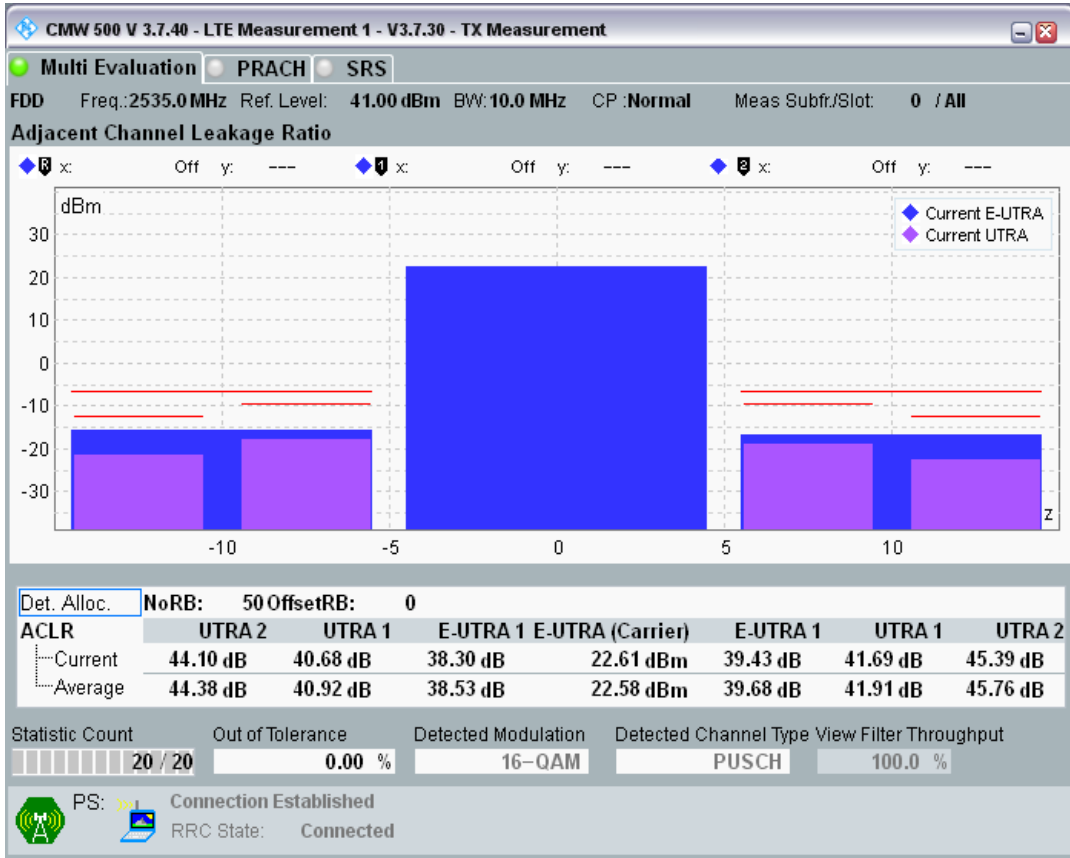 CMW 500 V 3.7.40 - LTE Measurement 1 - V3.7.30 - TX Measurement
Multi Evaluation PRACH SRS
FDD Freq.:2535.0 MHz Ref. Level: 41.00 dBm BW: 10.0 MHz CP :Normal Meas Subfr./Slot: 0 / All
Adjacent Channel Leakage Ratio
R x: Off y: --- 1 x: Off y: --- 2 x: Off y: ---
dBm
Current E-UTRA
Current UTRA
30
20
10
0
-10
-20
-30
z
-10 -5 0 5 10
Det. Alloc. NoRB: 50 OffsetRB: 0
ACLR UTRA 2 UTRA 1 E-UTRA 1 E-UTRA (Carrier) E-UTRA 1 UTRA 1 UTRA 2
Current 44.10 dB 40.68 dB 38.30 dB 22.61 dBm 39.43 dB 41.69 dB 45.39 dB
Average 44.38 dB 40.92 dB 38.53 dB 22.58 dBm 39.68 dB 41.91 dB 45.76 dB
Statistic Count Out of Tolerance Detected Modulation Detected Channel Type View Filter Throughput
20 / 20 0.00 % 16-QAM PUSCH 100.0 %
PS: Connection Established
RRC State: Connected